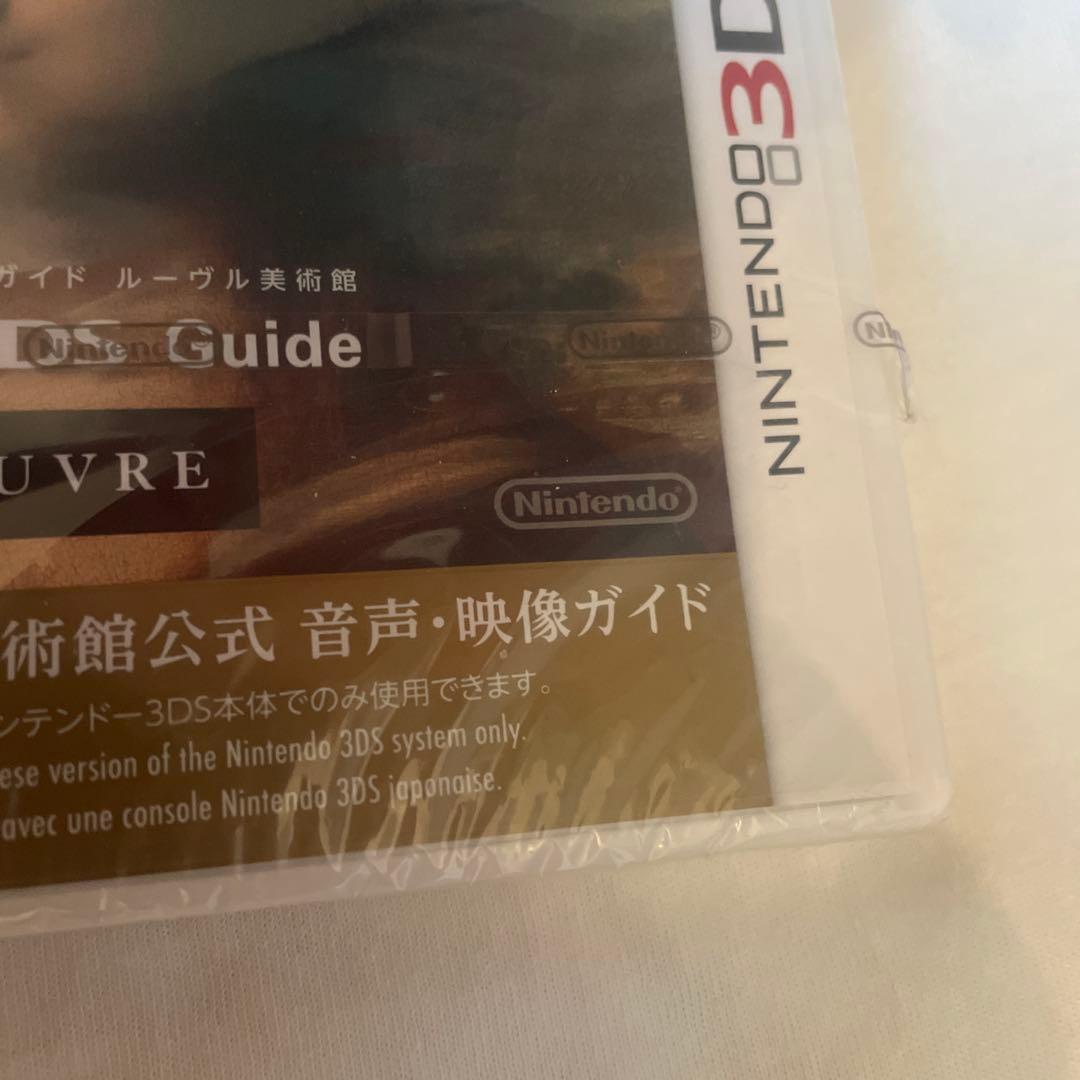 NINTENDO 3D
ガイド ルーヴル美術館
DS Guide
Nintendo
Nintendo®
N
UVRE
Nintendo®
術館公式 音声・映像ガイド
ンテンドー3DS本体でのみ使用できます。
ese version of the Nintendo 3DS system only.
avec une console Nintendo 3DS japonaise.